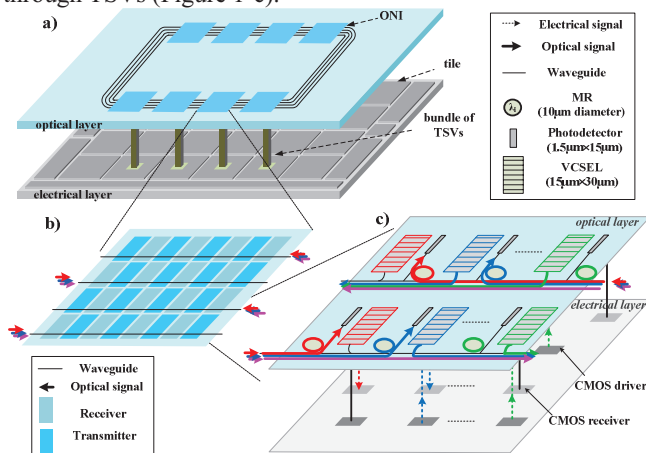 through TSVs (Figure 1-c).
a)
ONI
tile
optical layer
bundle of
TSVs
electrical layer
Electrical signal
Optical signal
Waveguide
λi
MR
(10µm diameter)
Photodetector
(1.5µm×15µm)
VCSEL
(15µm×30µm)
b)
Waveguide
Optical signal
Receiver
Transmitter
c)
optical layer
electrical layer
CMOS driver
CMOS receiver